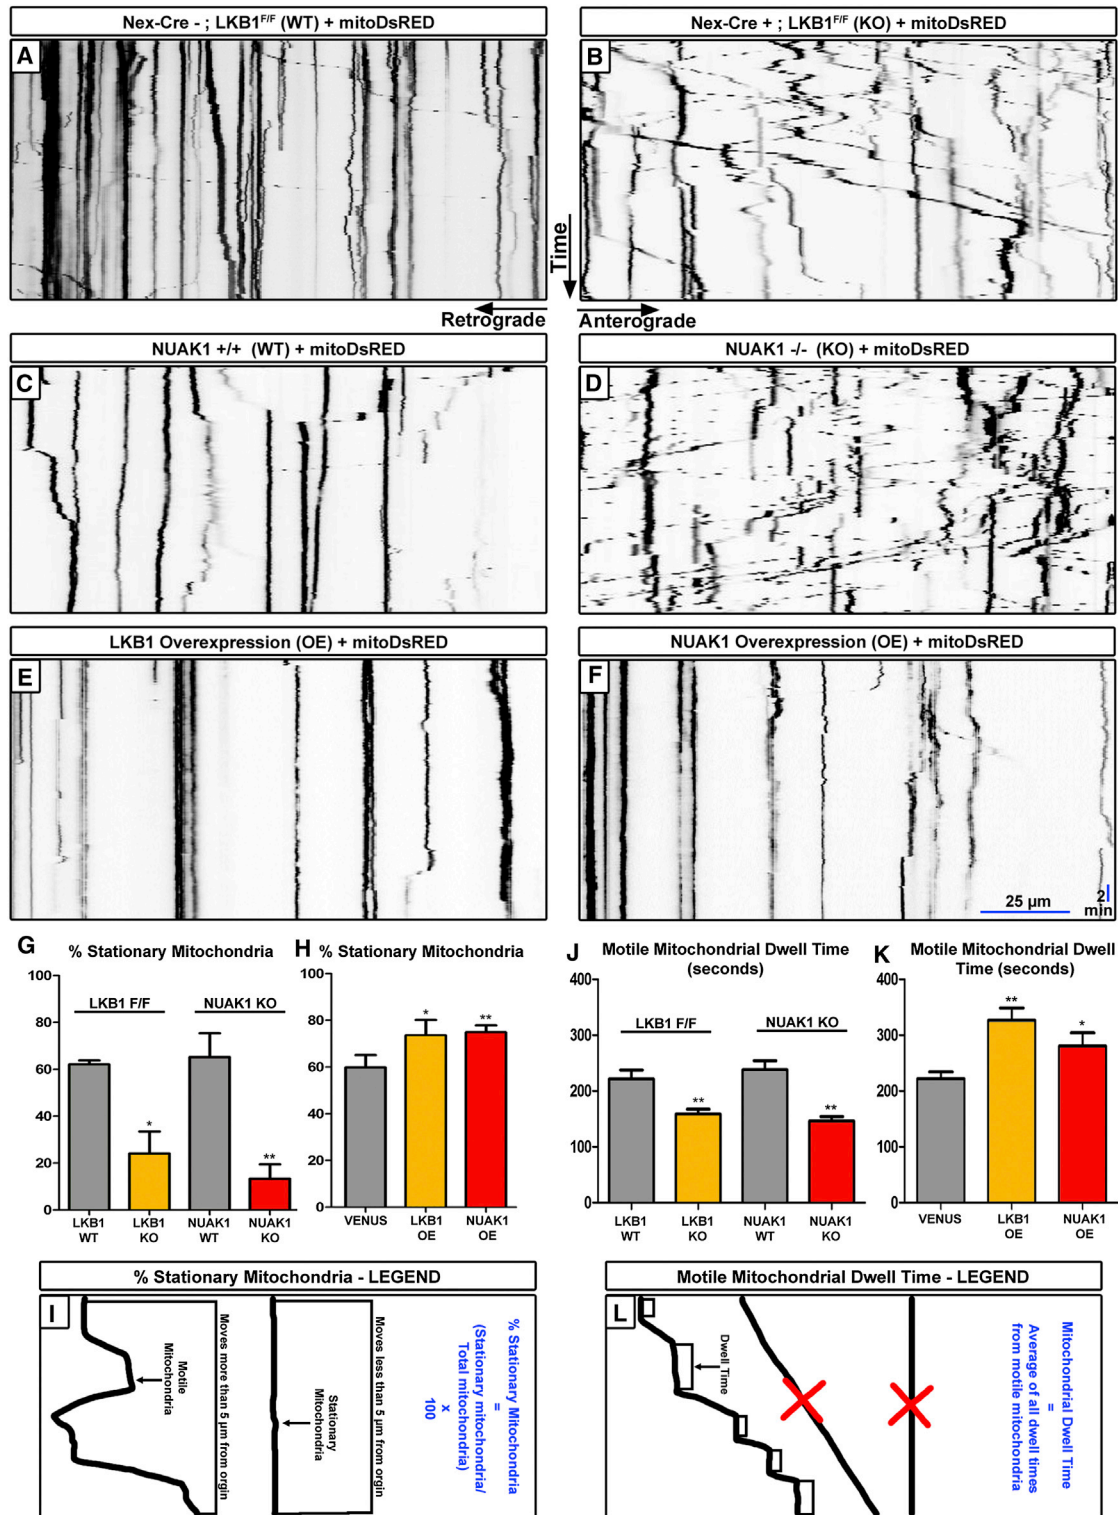 Nex-Cre - ; LKB1F/F (WT) + mitoDsRED
Nex-Cre + ; LKB1F/F (KO) + mitoDsRED
A
B
Time
Retrograde
Anterograde
NUAK1 +/+ (WT) + mitoDsRED
NUAK1 -/- (KO) + mitoDsRED
C
D
LKB1 Overexpression (OE) + mitoDsRED
NUAK1 Overexpression (OE) + mitoDsRED
E
F
25 µm
2
min
G
% Stationary Mitochondria
100
80
60
40
20
0
LKB1 F/F
NUAK1 KO
*
**
LKB1
WT
LKB1
KO
NUAK1
WT
NUAK1
KO
H
% Stationary Mitochondria
100
80
60
40
20
0
*
**
VENUS
LKB1
OE
NUAK1
OE
J
Motile Mitochondrial Dwell Time
(seconds)
400
300
200
100
0
LKB1 F/F
NUAK1 KO
**
**
LKB1
WT
LKB1
KO
NUAK1
WT
NUAK1
KO
K
Motile Mitochondrial Dwell
Time (seconds)
400
300
200
100
0
**
*
VENUS
LKB1
OE
NUAK1
OE
% Stationary Mitochondria - LEGEND
I
Motile
Mitochondria
Moves more than 5 µm from orgin
Stationary
Mitochondria
Moves less than 5 µm from orgin
% Stationary Mitochondria
=
(Stationary mitochondria/
Total mitochondria)
x
100
Motile Mitochondrial Dwell Time - LEGEND
L
Dwell Time
Mitochondrial Dwell Time
=
Average of all dwell times
from motile mitochondria